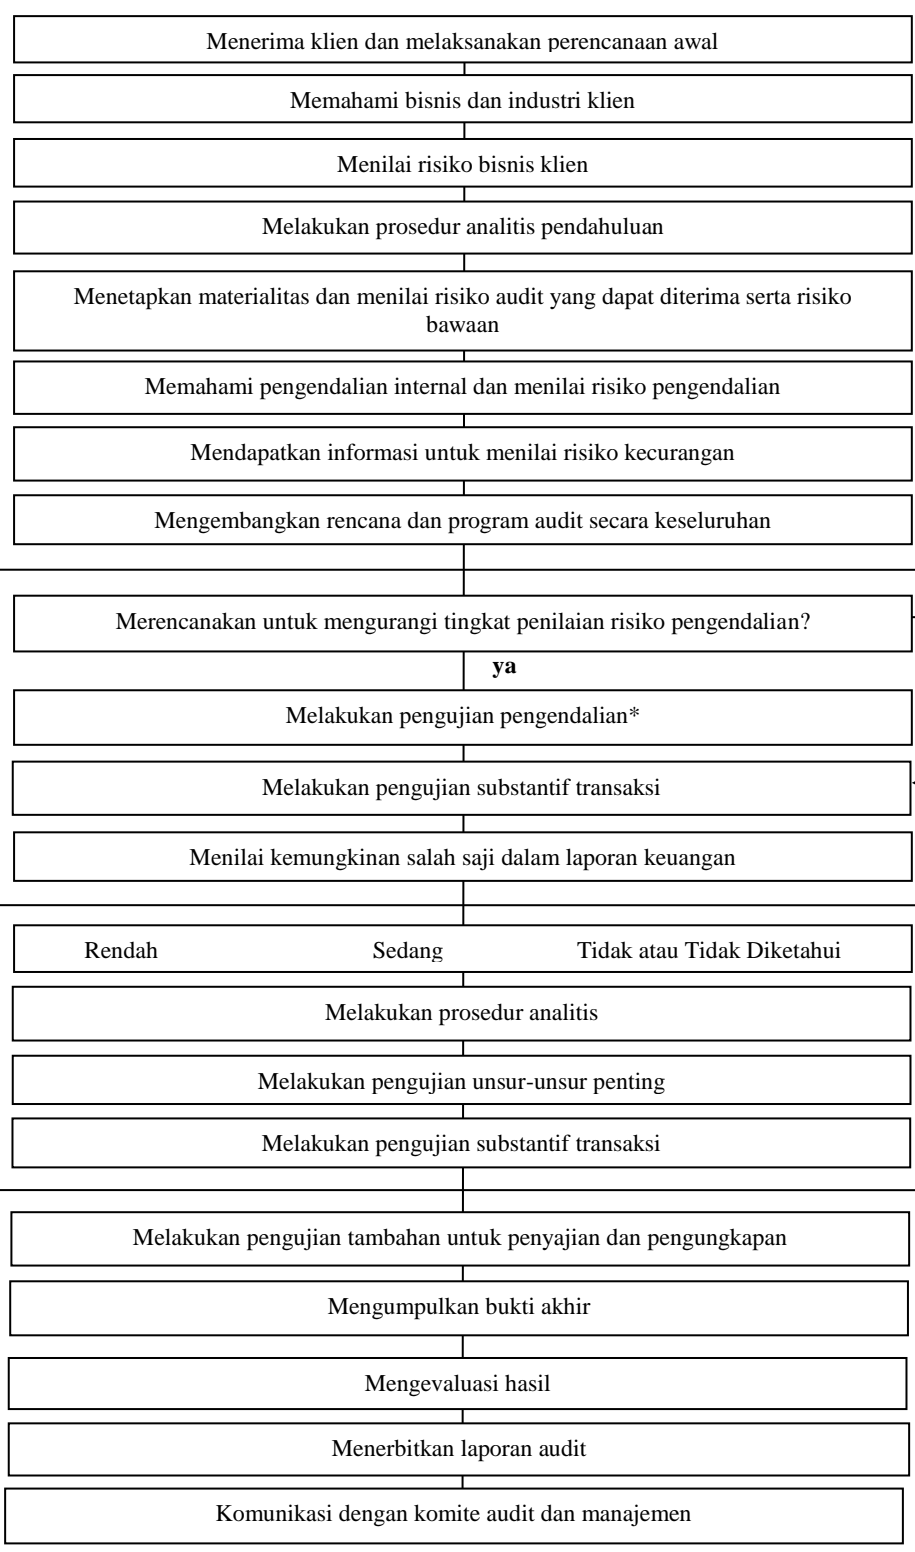 Menerima klien dan melaksanakan perencanaan awal
Memahami bisnis dan industri klien
Menilai risiko bisnis klien
Melakukan prosedur analitis pendahuluan
Menetapkan materialitas dan menilai risiko audit yang dapat diterima serta risiko
bawaan
Memahami pengendalian internal dan menilai risiko pengendalian
Mendapatkan informasi untuk menilai risiko kecurangan
Mengembangkan rencana dan program audit secara keseluruhan
Merencanakan untuk mengurangi tingkat penilaian risiko pengendalian?
ya
Melakukan pengujian pengendalian*
Melakukan pengujian substantif transaksi
Menilai kemungkinan salah saji dalam laporan keuangan
Rendah Sedang Tidak atau Tidak Diketahui
Melakukan prosedur analitis
Melakukan pengujian unsur-unsur penting
Melakukan pengujian substantif transaksi
Melakukan pengujian tambahan untuk penyajian dan pengungkapan
Mengumpulkan bukti akhir
Mengevaluasi hasil
Menerbitkan laporan audit
Komunikasi dengan komite audit dan manajemen